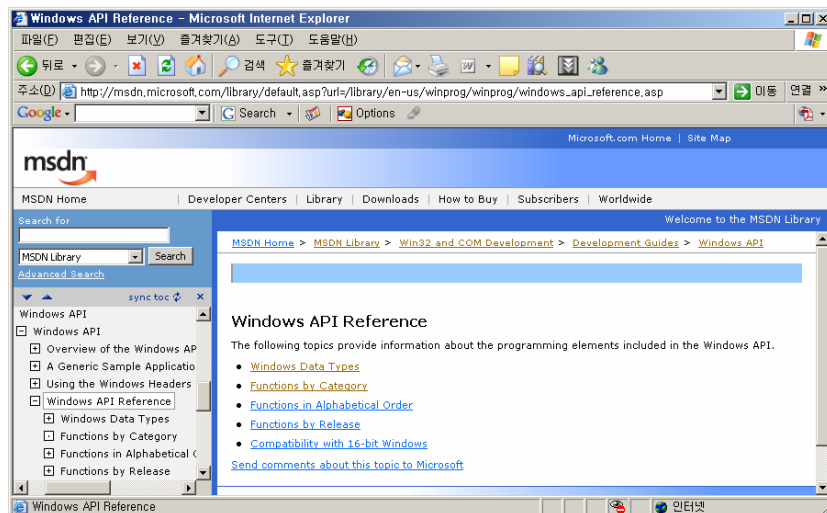 Windows API Reference - Microsoft Internet Explorer
파일(F) 편집(E) 보기(V) 즐겨찾기(A) 도구(T) 도움말(H)
뒤로 검색 즐겨찾기
주소(D) http://msdn.microsoft.com/library/default.asp?url=/library/en-us/winprog/winprog/windows_api_reference.asp 이동 연결 »
Google Search Options
Microsoft.com Home | Site Map
msdn
MSDN Home | Developer Centers | Library | Downloads | How to Buy | Subscribers | Worldwide
Search for
Welcome to the MSDN Library
MSDN Library Search
Advanced Search
sync toc
Windows API
Windows API
Overview of the Windows AP
A Generic Sample Applicatio
Using the Windows Headers
Windows API Reference
Windows Data Types
Functions by Category
Functions in Alphabetical (
Functions by Release
MSDN Home > MSDN Library > Win32 and COM Development > Development Guides > Windows API
Windows API Reference
The following topics provide information about the programming elements included in the Windows API.
Windows Data Types
Functions by Category
Functions in Alphabetical Order
Functions by Release
Compatibility with 16-bit Windows
Send comments about this topic to Microsoft
Windows API Reference 인터넷